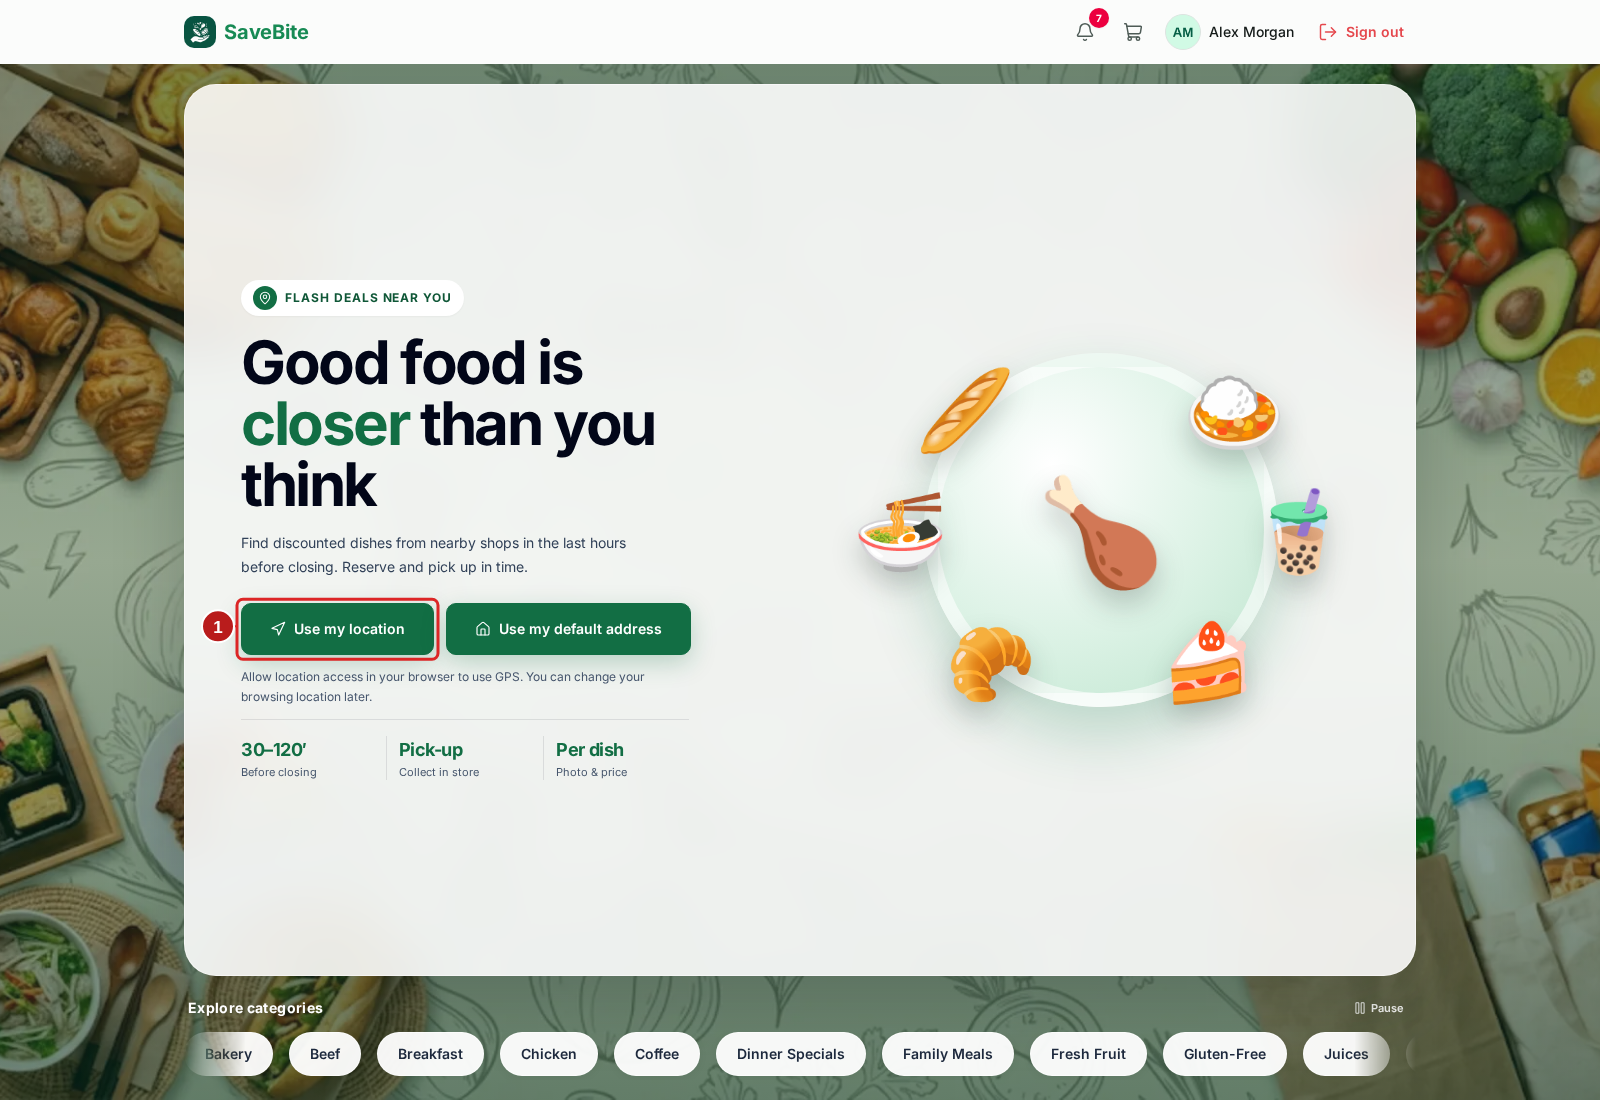 SaveBite
7
AM
Alex Morgan
Sign out
FLASH DEALS NEAR YOU
Good food is
closer than you
think
Find discounted dishes from nearby shops in the last hours
before closing. Reserve and pick up in time.
1
Use my location
Use my default address
Allow location access in your browser to use GPS. You can change your
browsing location later.
30–120′
Before closing
Pick-up
Collect in store
Per dish
Photo & price
Explore categories
Pause
Bakery
Beef
Breakfast
Chicken
Coffee
Dinner Specials
Family Meals
Fresh Fruit
Gluten-Free
Juices